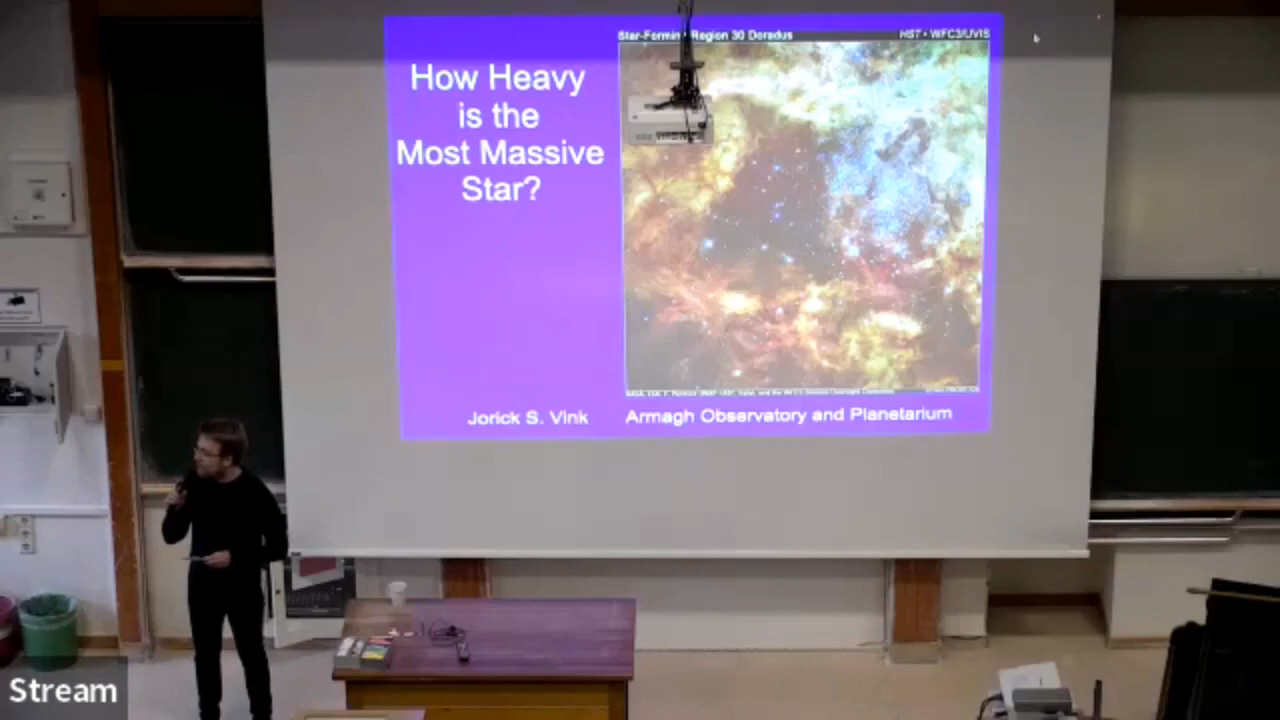 Star-Forming Region 30 Doradus
HST • WFC3/UVIS
How Heavy
is the
Most Massive
Star?
Jorick S. Vink
Armagh Observatory and Planetarium
Stream